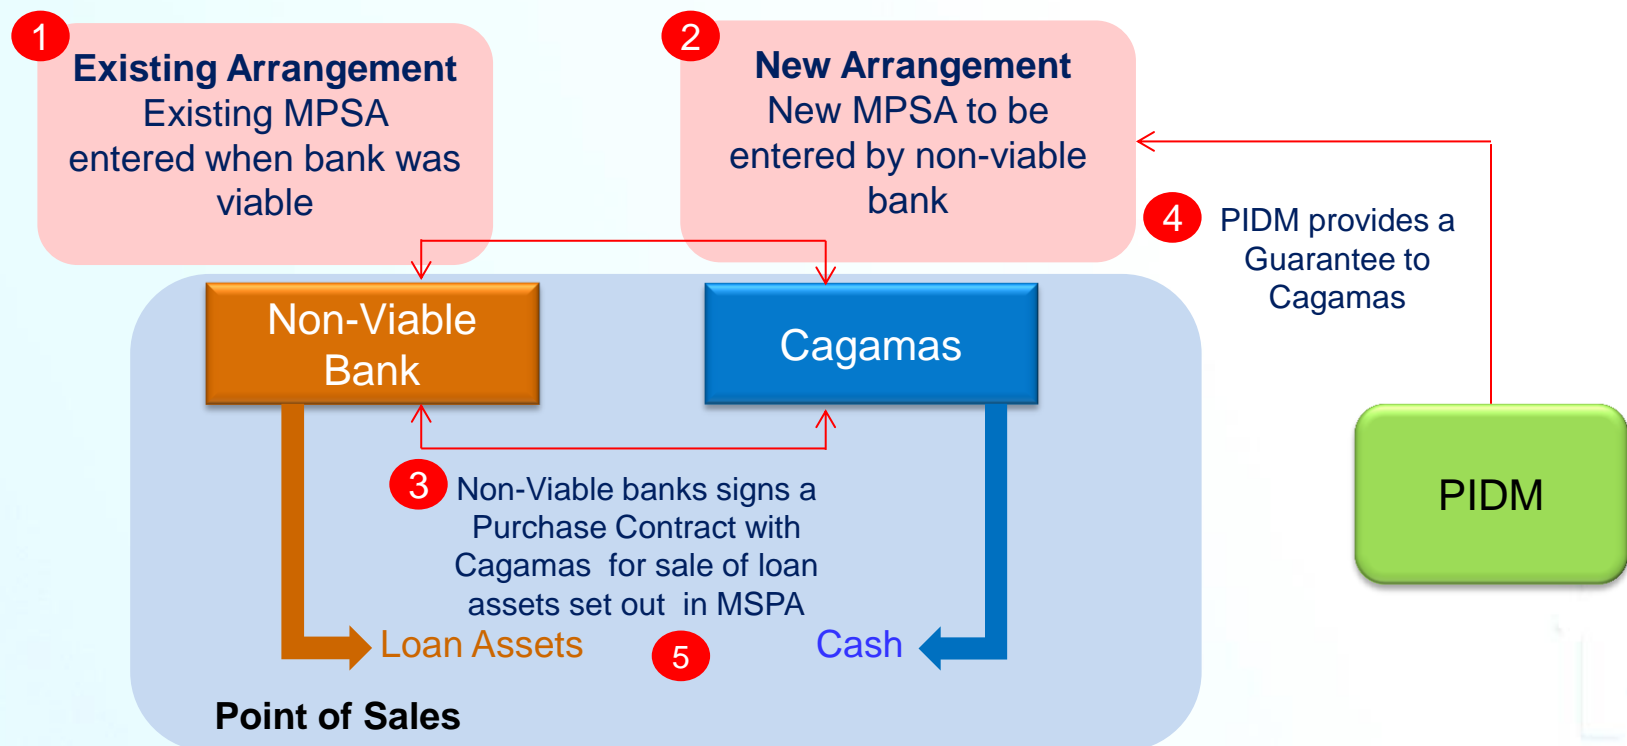 1
Existing Arrangement
Existing MPSA
entered when bank was
viable
2
New Arrangement
New MPSA to be
entered by non-viable
bank
4
PIDM provides a
Guarantee to
Cagamas
Non-Viable
Bank
Cagamas
PIDM
3
Non-Viable banks signs a
Purchase Contract with
Cagamas for sale of loan
assets set out in MSPA
Loan Assets
5
Cash
Point of Sales